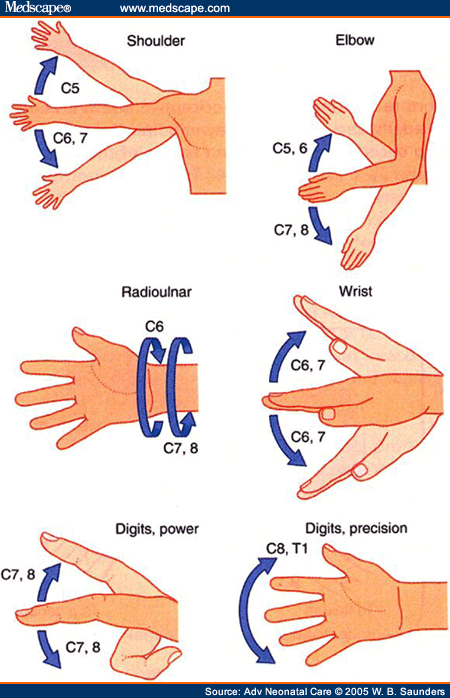 Medscape® www.medscape.com
Shoulder
C5
C6, 7
Elbow
C5, 6
C7, 8
Radioulnar
C6
C7, 8
Wrist
C6, 7
C6, 7
Digits, power
C7, 8
C7, 8
Digits, precision
C8, T1
Source: Adv Neonatal Care © 2005 W. B. Saunders